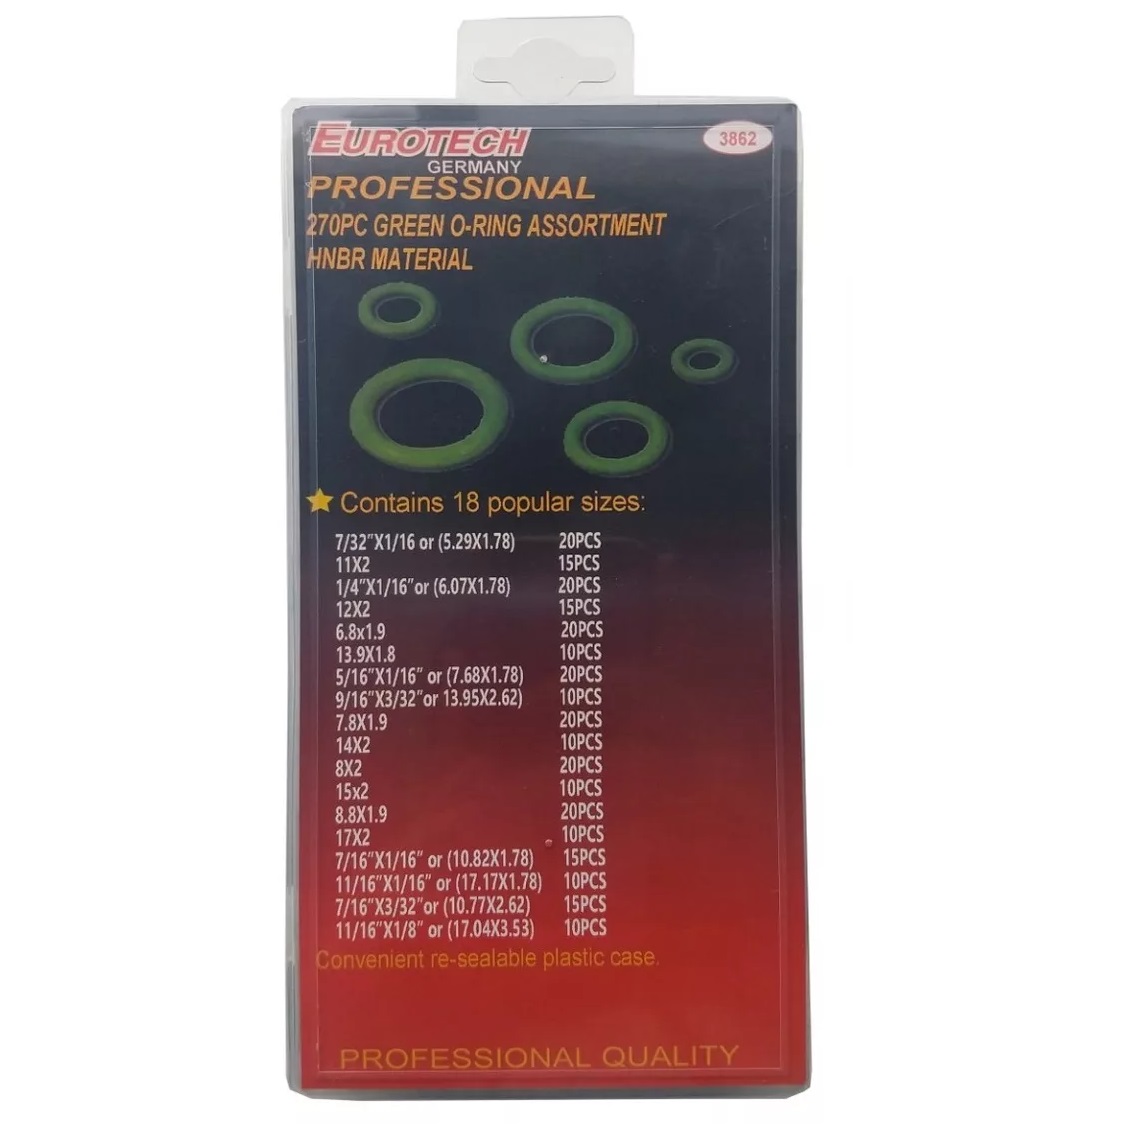 EUROTECH
3862
GERMANY
PROFESSIONAL
270PC GREEN O-RING ASSORTMENT
HNBR MATERIAL
Contains 18 popular sizes:
7/32"X1/16 or (5.29X1.78) 20PCS
11X2 15PCS
1/4"X1/16"or (6.07X1.78) 20PCS
12X2 15PCS
6.8x1.9 20PCS
13.9X1.8 10PCS
5/16"X1/16" or (7.68X1.78) 20PCS
9/16"X3/32"or 13.95X2.62) 10PCS
7.8X1.9 20PCS
14X2 10PCS
8X2 20PCS
15x2 10PCS
8.8X1.9 20PCS
17X2 10PCS
7/16"X1/16" or (10.82X1.78) 15PCS
11/16"X1/16" or (17.17X1.78) 10PCS
7/16"X3/32"or (10.77X2.62) 15PCS
11/16"X1/8" or (17.04X3.53) 10PCS
Convenient re-sealable plastic case.
PROFESSIONAL QUALITY